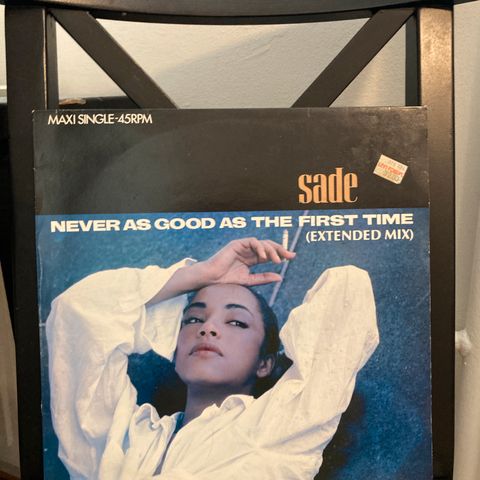 MAXI SINGLE-45RPM
sade
NEVER AS GOOD AS THE FIRST TIME
(EXTENDED MIX)